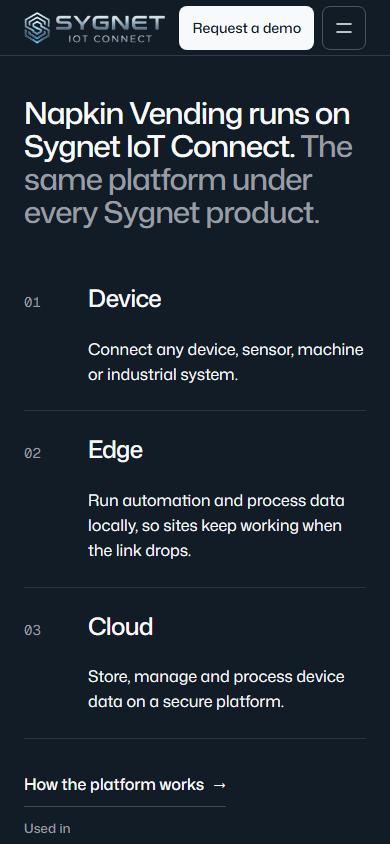 SYGNET
IOT CONNECT
Request a demo
Napkin Vending runs on
Sygnet IoT Connect. The
same platform under
every Sygnet product.
01
Device
Connect any device, sensor, machine
or industrial system.
02
Edge
Run automation and process data
locally, so sites keep working when
the link drops.
03
Cloud
Store, manage and process device
data on a secure platform.
How the platform works →
Used in